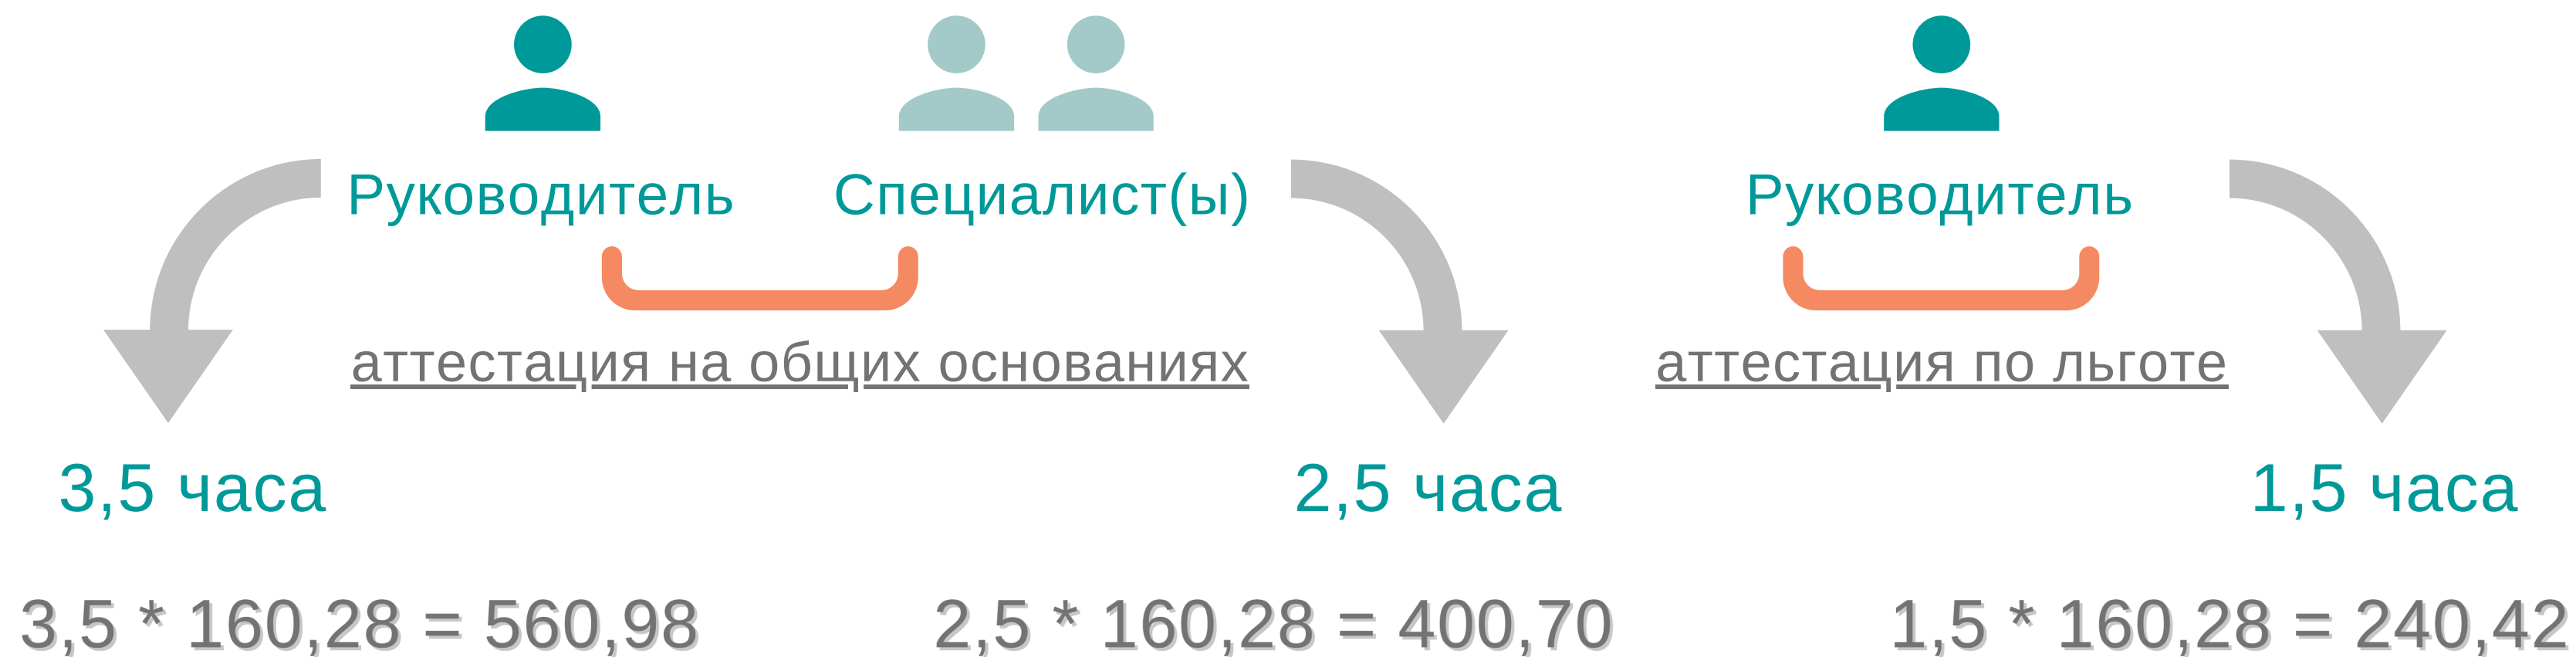 Руководитель
Специалист(ы)
Руководитель
аттестация на общих основаниях
аттестация по льготе
3,5 часа
2,5 часа
1,5 часа
3,5 * 160,28 = 560,98
2,5 * 160,28 = 400,70
1,5 * 160,28 = 240,42